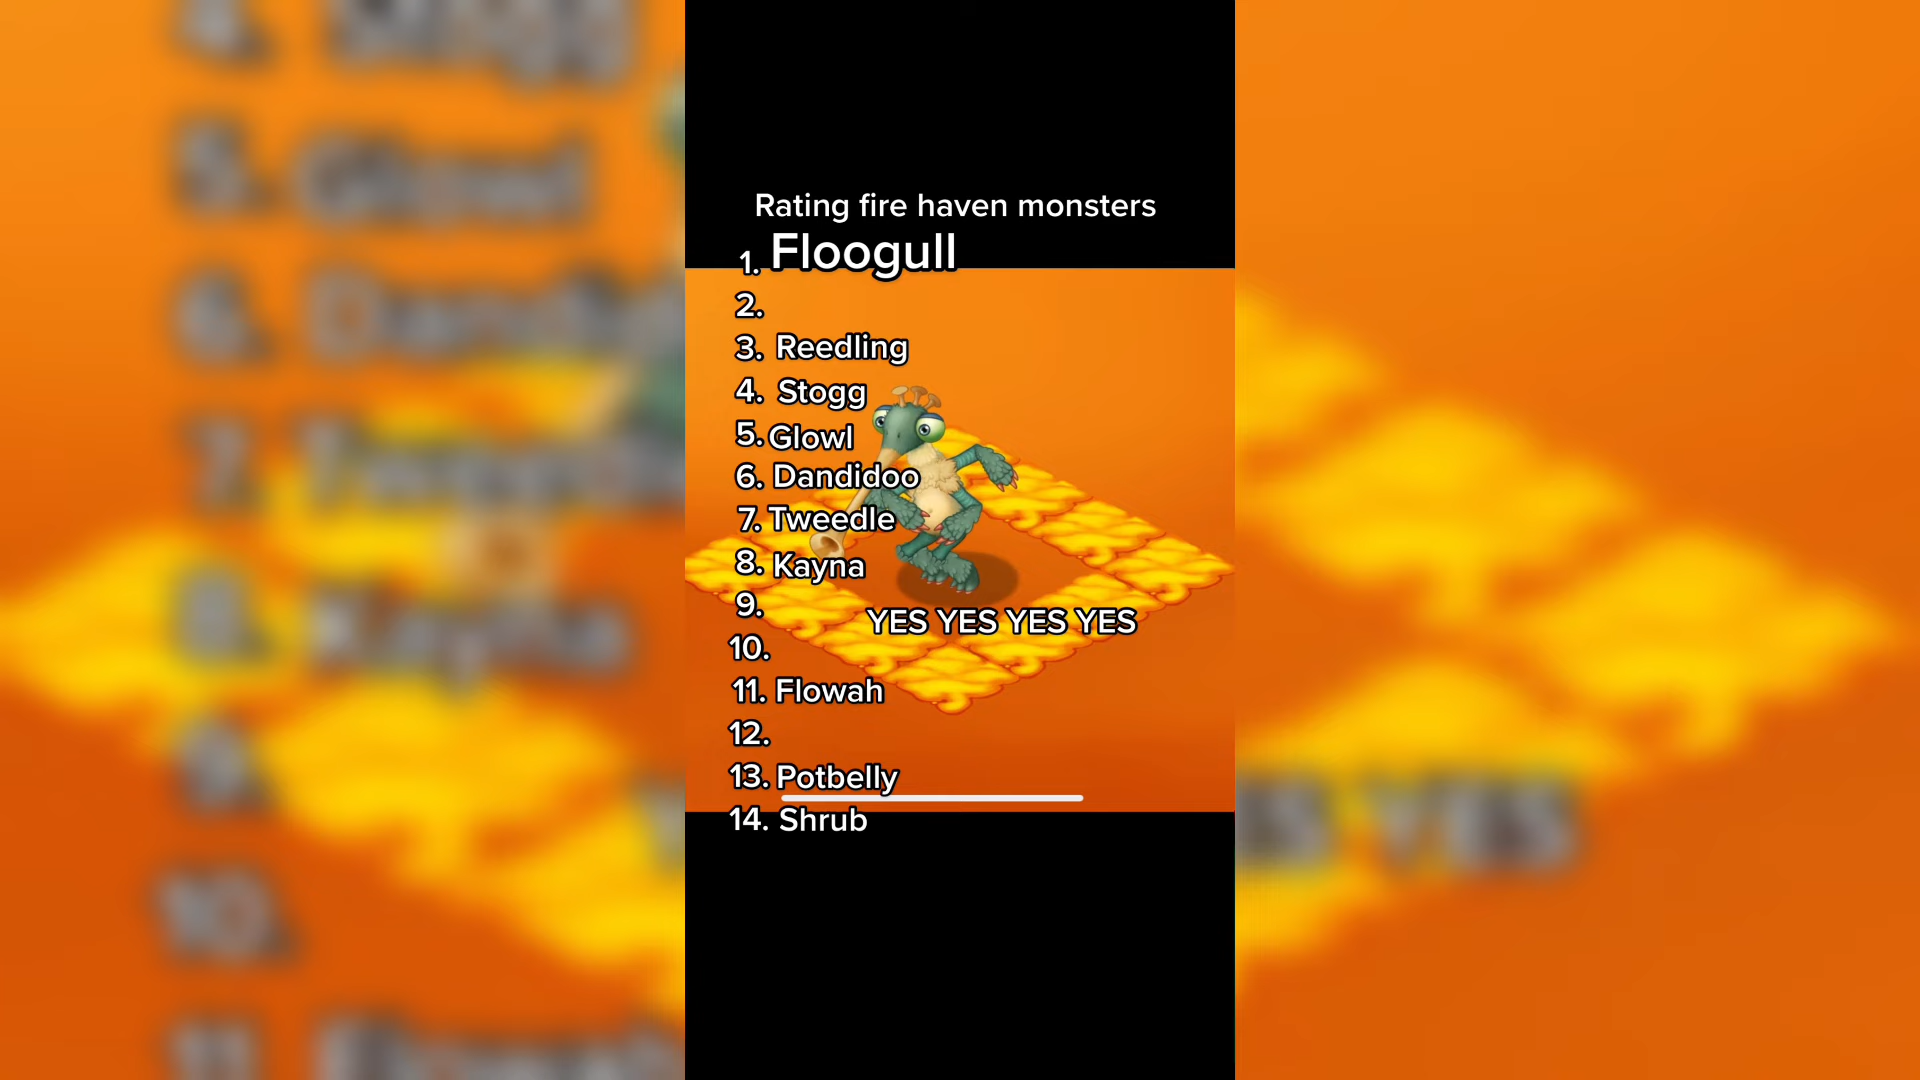 Rating fire haven monsters
1. Floogull
2.
3. Reedling
4. Stogg
5. Glowl
6. Dandidoo
7. Tweedle
8. Kayna
9.
YES YES YES YES
10.
11. Flowah
12.
13. Potbelly
14. Shrub